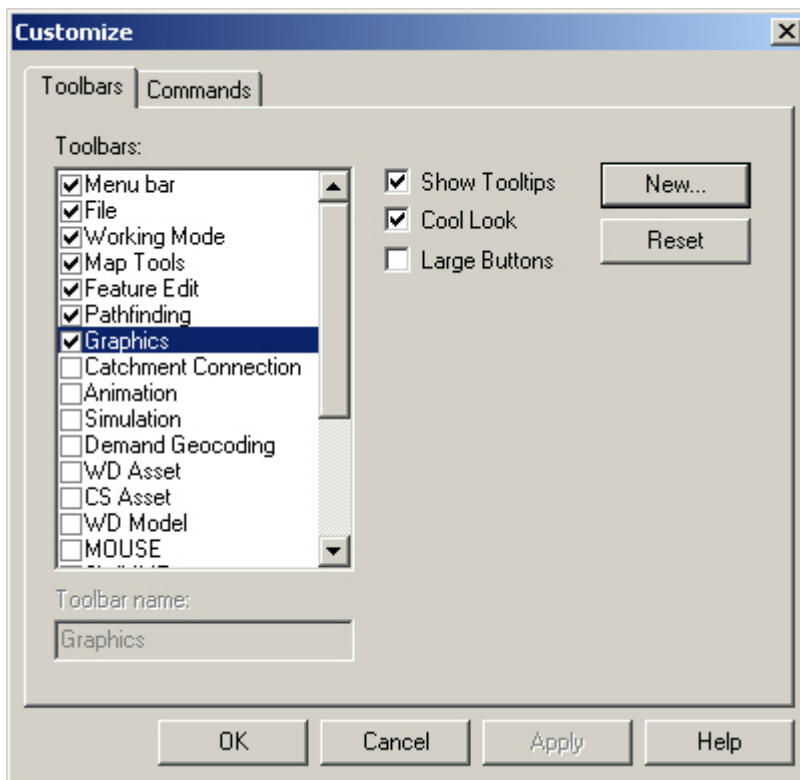 Customize
Toolbars Commands
Toolbars:
Menu bar
File
Working Mode
Map Tools
Feature Edit
Pathfinding
Graphics
Catchment Connection
Animation
Simulation
Demand Geocoding
WD Asset
CS Asset
WD Model
MOUSE
Show Tooltips
Cool Look
Large Buttons
New...
Reset
Toolbar name:
Graphics
OK Cancel Apply Help